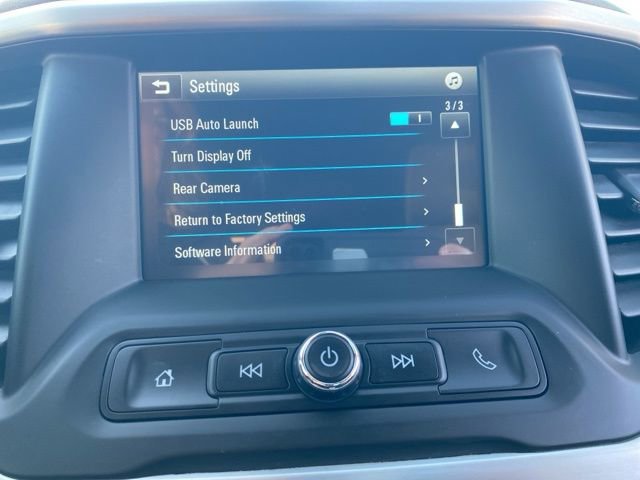 Settings
3/3
USB Auto Launch
Turn Display Off
Rear Camera
Return to Factory Settings
Software Information